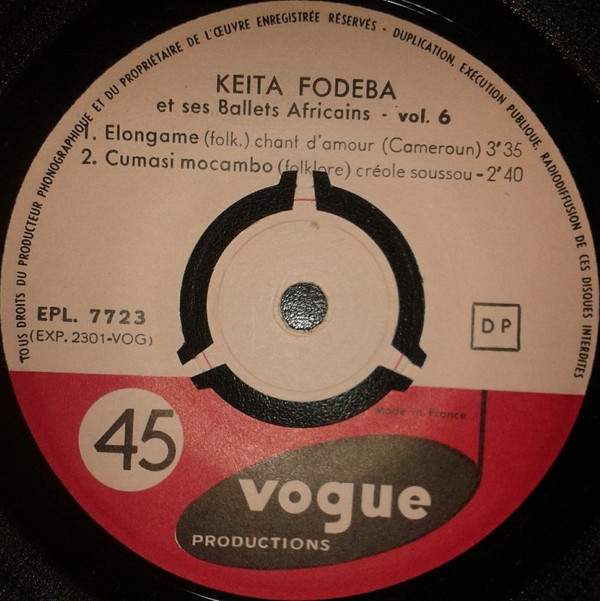 TOUS DROITS DU PRODUCTEUR PHONOGRAPHIQUE ET DU PROPRIÉTAIRE DE L'ŒUVRE ENREGISTRÉE RÉSERVÉS - DUPLICATION, EXÉCUTION PUBLIQUE, RADIODIFFUSION DE CES DISQUES INTERDITES
KEITA FODEBA
et ses Ballets Africains - vol. 6
1. Elongame (folk.) chant d'amour (Cameroun) 3'35
2. Cumasi mocambo (folklore) créole soussou - 2'40
EPL. 7723
(EXP. 2301-VOG)
DP
Made in France
45
vogue
PRODUCTIONS